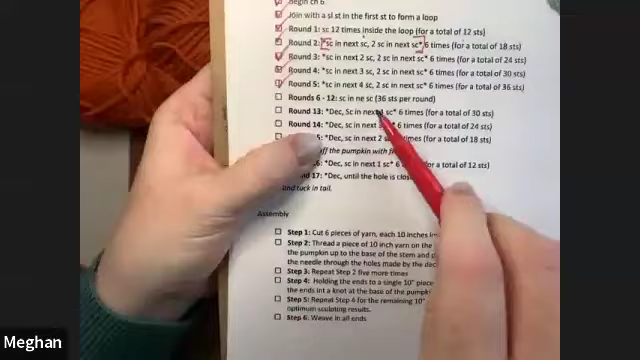 Begin ch 6
Join with a sl st in the first st to form a loop
Round 1: sc 12 times inside the loop (for a total of 12 sts)
Round 2: *sc in next sc, 2 sc in next sc* 6 times (for a total of 18 sts)
Round 3: *sc in next 2 sc, 2 sc in next sc* 6 times (for a total of 24 sts)
Round 4: *sc in next 3 sc, 2 sc in next sc* 6 times (for a total of 30 sts)
Round 5: *sc in next 4 sc, 2 sc in next sc* 6 times (for a total of 36 sts)
Rounds 6 - 12: sc in ne sc (36 sts per round)
Round 13: *Dec, Sc in next sc* 6 times (for a total of 30 sts)
Round 14: *Dec, sc in next 6 times (for a total of 24 sts)
5: *Dec, sc in next 2 times (for a total of 18 sts)
off the pumpkin with
6: *Dec, sc in next 1 sc* 6 (for a total of 12 sts)
d 17: *Dec, until the hole is
and tuck in tail.
Assembly
Step 1: Cut 6 pieces of yarn, each 10 inches
Step 2: Thread a piece of 10 inch yarn on the
pumpkin up to the base of the stem and
the needle through the holes made by the
Step 3: Repeat Step 2 five more times
Step 4: Holding the ends to a single 10"
the ends int a knot at the base of the
Step 5: Repeat Step 4 for the remaining 10"
optimum sculpting results.
Step 6: Weave in all ends
Meghan